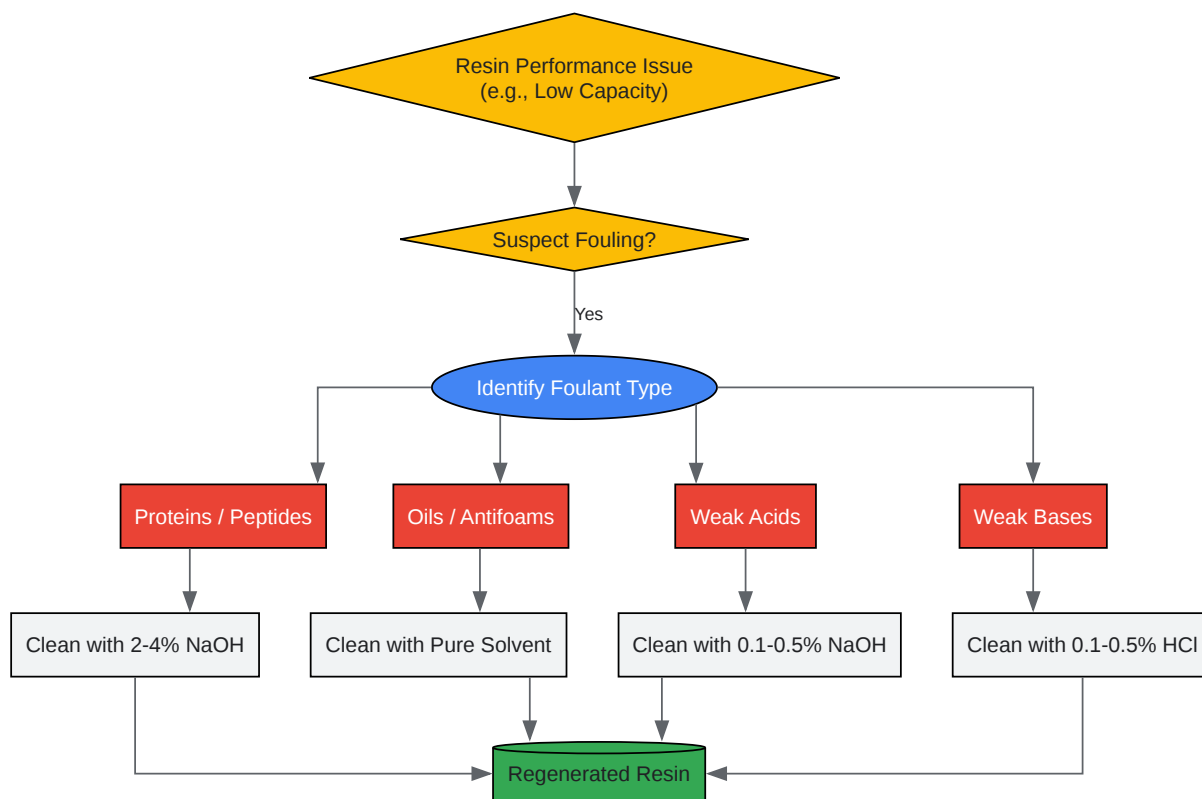 Resin Performance Issue
(e.g., Low Capacity)
Suspect Fouling?
Yes
Identify Foulant Type
Proteins / Peptides
Oils / Antifoams
Weak Acids
Weak Bases
Clean with 2-4% NaOH
Clean with Pure Solvent
Clean with 0.1-0.5% NaOH
Clean with 0.1-0.5% HCl
Regenerated Resin